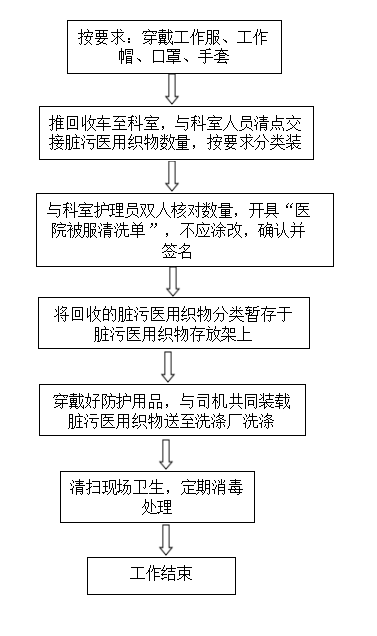 按要求：穿戴工作服、工作
帽、口罩、手套
推回收车至科室，与科室人员清点交
接脏污医用织物数量，按要求分类装
与科室护理员双人核对数量，开具“医
院被服清洗单”，不应涂改，确认并
签名
将回收的脏污医用织物分类暂存于
脏污医用织物存放架上
穿戴好防护用品，与司机共同装载
脏污医用织物送至洗涤厂洗涤
清扫现场卫生，定期消毒
处理
工作结束